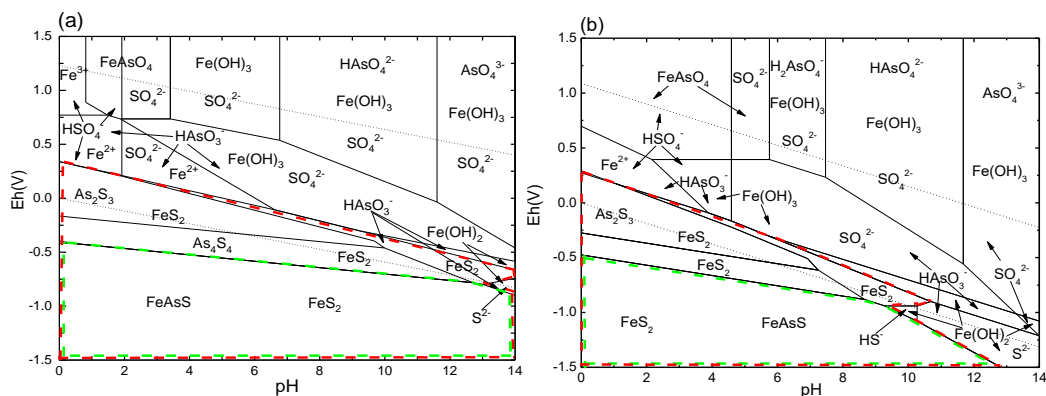 (a)
1.5
1.0
0.5
0.0
-0.5
-1.0
-1.5
Eh(V)
0 2 4 6 8 10 12 14
pH
Fe³⁺
FeAsO₄
SO₄²⁻
Fe(OH)₃
SO₄²⁻
HAsO₄²⁻
Fe(OH)₃
SO₄²⁻
AsO₄³⁻
Fe(OH)₃
SO₄²⁻
HSO₄⁻
HAsO₃⁻
Fe²⁺
SO₄²⁻
Fe²⁺
Fe(OH)₃
SO₄²⁻
As₂S₃
FeS₂
As₄S₄
FeS₂
HAsO₃⁻
Fe(OH)₂
FeS₂
S²⁻
FeAsS
FeS₂
(b)
1.5
1.0
0.5
0.0
-0.5
-1.0
-1.5
Eh(V)
0 2 4 6 8 10 12 14
pH
FeAsO₄
SO₄²⁻
H₂AsO₄⁻
Fe(OH)₃
SO₄²⁻
HAsO₄²⁻
Fe(OH)₃
SO₄²⁻
AsO₄³⁻
Fe(OH)₃
SO₄²⁻
HSO₄⁻
Fe²⁺
HAsO₃⁻
Fe(OH)₃
SO₄²⁻
As₂S₃
FeS₂
FeS₂
FeS₂
HAsO₃⁻
Fe(OH)₂
HS⁻
S²⁻
FeS₂
FeAsS